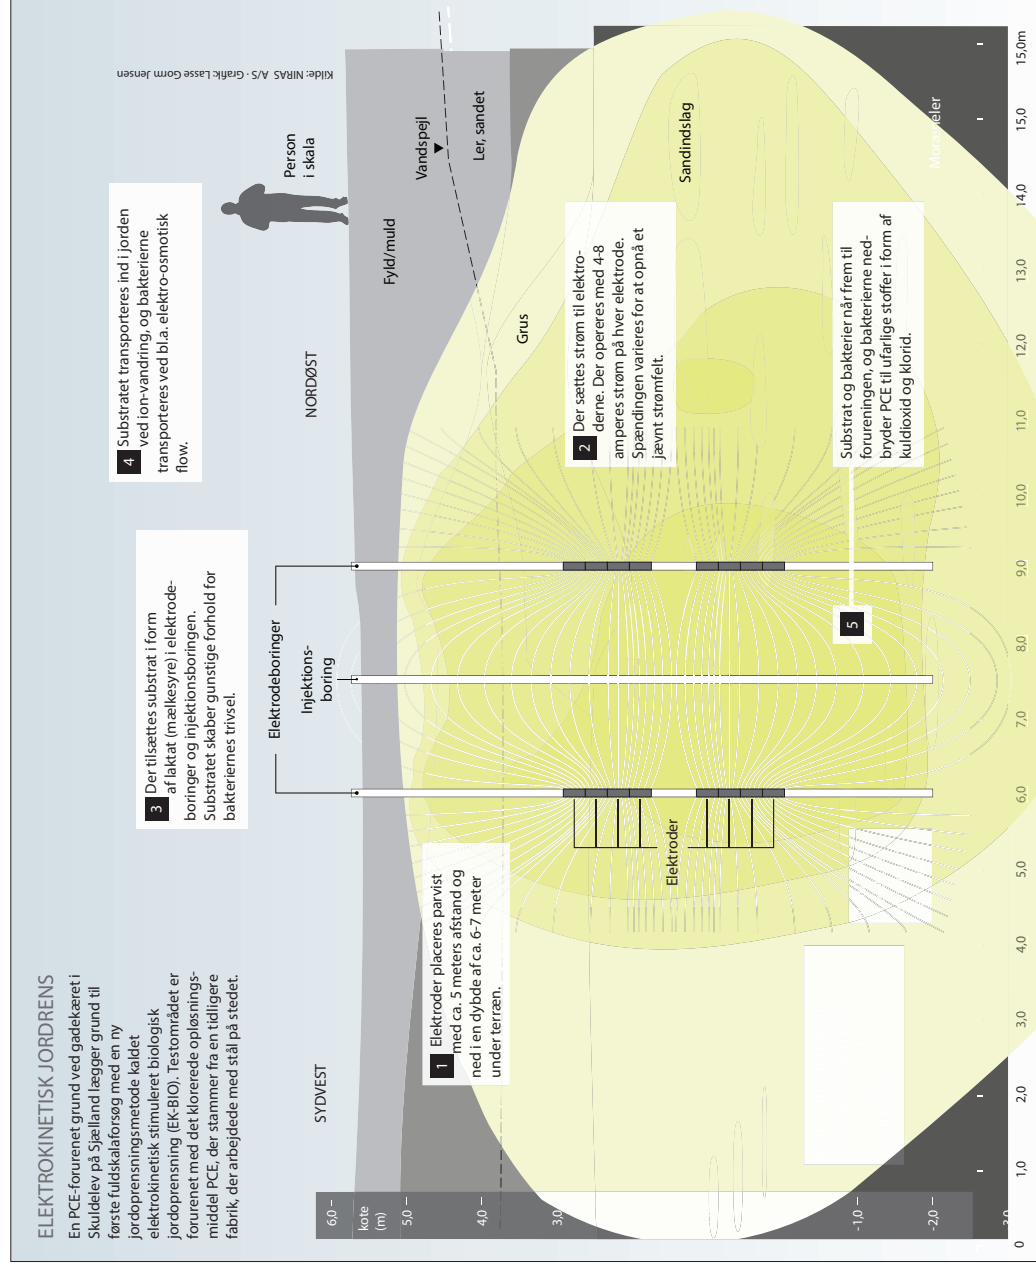 ELEKTROKINETISK JORDRENS
En PCE-forurenet grund ved gadekæret i
Skuldelev på Sjælland lægger grund til
første fuldskalaforsøg med en ny
jordoprensningsmetode kaldet
elektrokinetisk stimuleret biologisk
jordoprensning (EK-BIO). Testområdet er
forurenet med det klorerede opløsnings-
middel PCE, der stammer fra en tidligere
fabrik, der arbejdede med stål på stedet.
3 Der tilsættes substrat i form
af laktat (mælkesyre) i elektrode-
boringer og injektionsboringen.
Substratet skaber gunstige forhold for
bakteriernes trivsel.
4 Substratet transporteres ind i jorden
ved ion-vandring, og bakterierne
transporteres ved bl.a. elektro-osmotisk
flow.
Kilde: NIRAS A/S · Grafik: Lasse Gorm Jensen
Person
i skala
Elektrodeboringer
Injektions-
boring
SYDVEST
NORDØST
Fyld/muld
Vandspejl
Ler, sandet
1 Elektroder placeres parvist
med ca. 5 meters afstand og
ned i en dybde af ca. 6-7 meter
under terræn.
Grus
2 Der sættes strøm til elektro-
derne. Der opereres med 4-8
amperes strøm på hver elektrode.
Spændingen varieres for at opnå et
jævnt strømfelt.
Elektroder
Sandindslag
5
Substrat og bakterier når frem til
forureningen, og bakterierne ned-
bryder PCE til ufarlige stoffer i form af
kuldioxid og klorid.
Moræneler
6,0
kote
(m)
5,0
4,0
3,0
-1,0
-2,0
0
1,0
2,0
3,0
4,0
5,0
6,0
7,0
8,0
9,0
10,0
11,0
12,0
13,0
14,0
15,0
15,0m